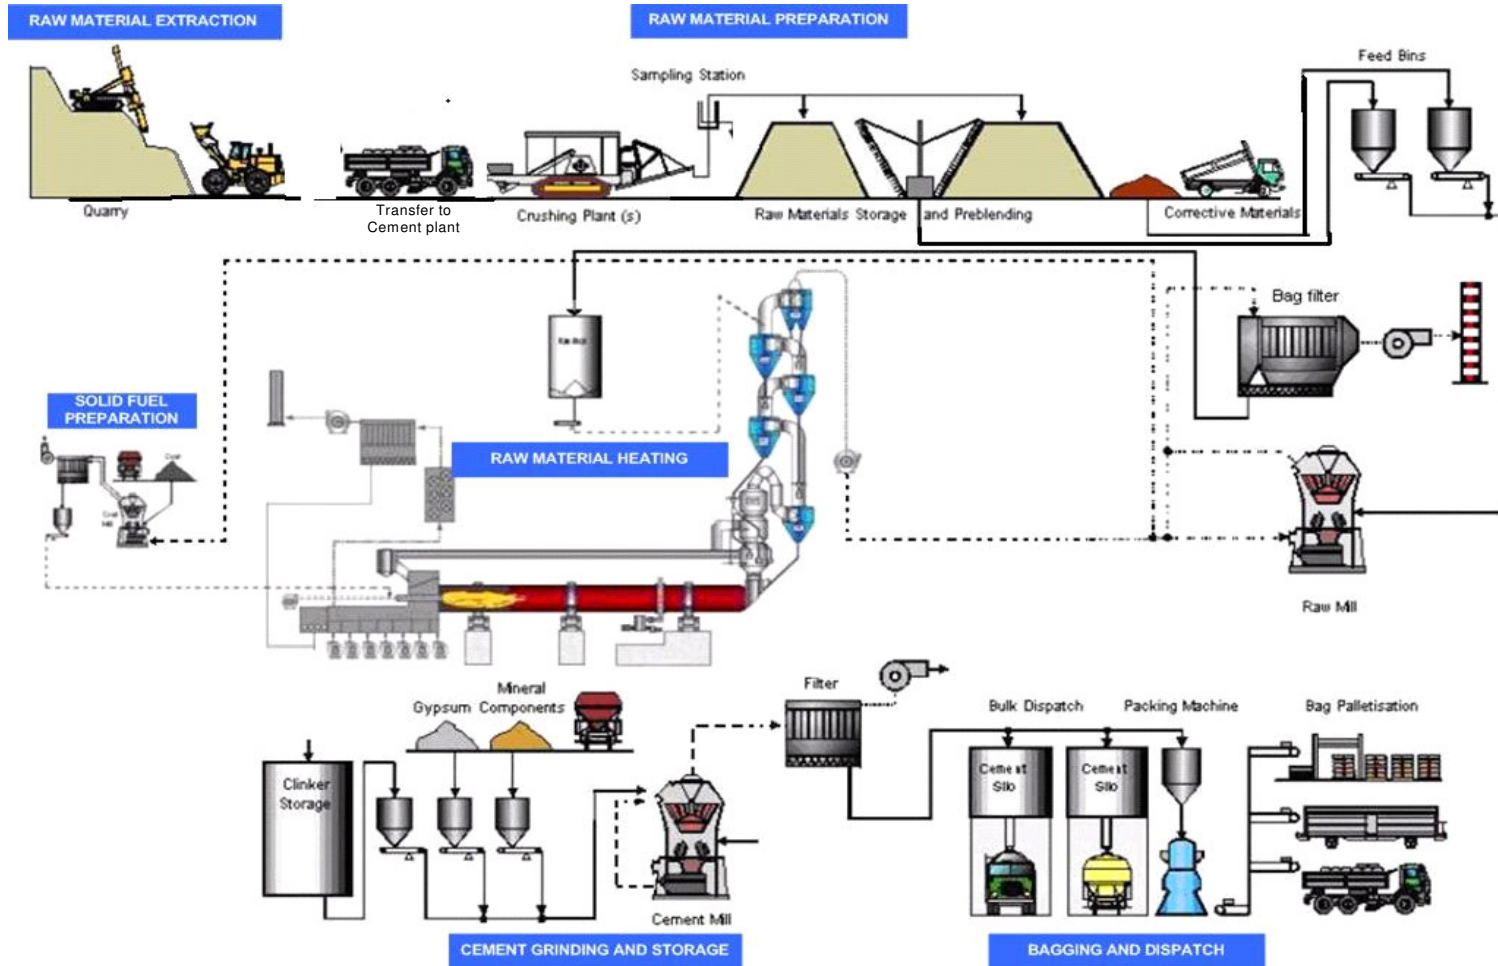 RAW MATERIAL EXTRACTION
RAW MATERIAL PREPARATION
Sampling Station
Feed Bins
Quarry
Transfer to
Cement plant
Crushing Plant (s)
Raw Materials Storage and Preblending
Corrective Materials
Bag filter
SOLID FUEL
PREPARATION
RAW MATERIAL HEATING
Coal
Coal
Mill
Raw Mill
Mineral
Gypsum Components
Filter
Bulk Dispatch
Packing Machine
Bag Palletisation
Clinker
Storage
Cement
Silo
Cement
Silo
Cement Mill
CEMENT GRINDING AND STORAGE
BAGGING AND DISPATCH